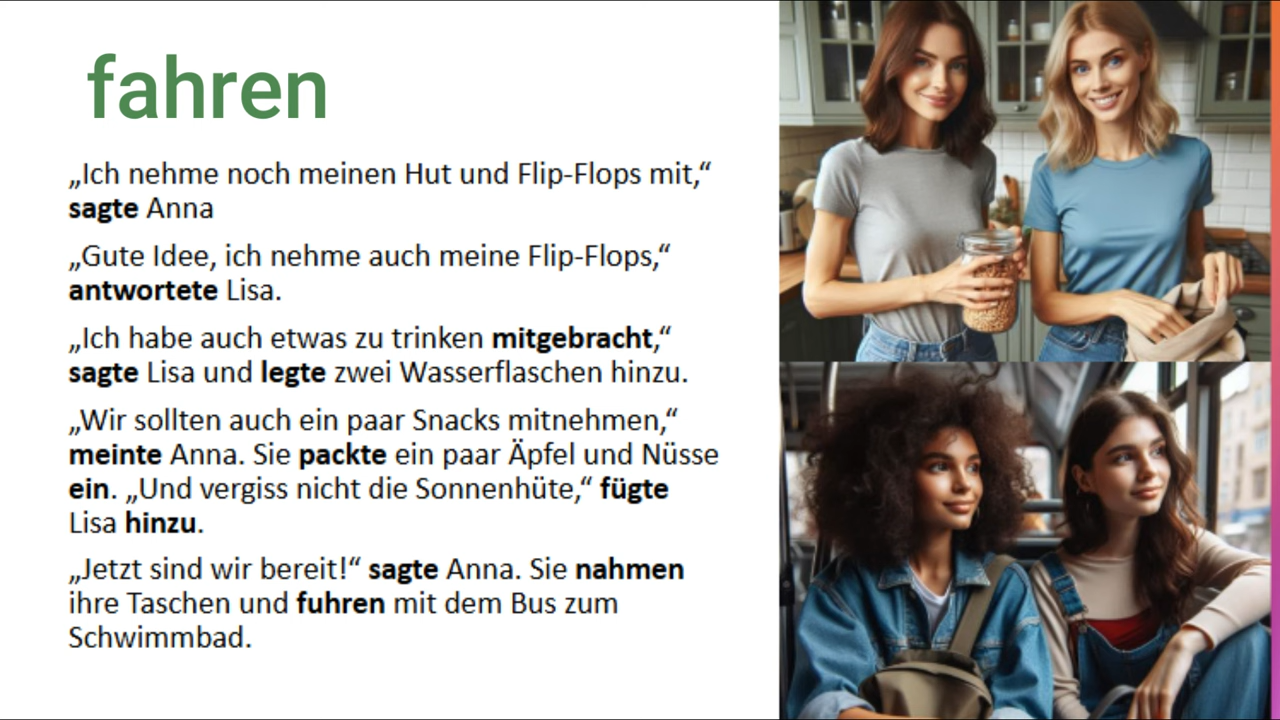 fahren
„Ich nehme noch meinen Hut und Flip-Flops mit,“
sagte Anna
„Gute Idee, ich nehme auch meine Flip-Flops,“
antwortete Lisa.
„Ich habe auch etwas zu trinken mitgebracht,“
sagte Lisa und legte zwei Wasserflaschen hinzu.
„Wir sollten auch ein paar Snacks mitnehmen,“
meinte Anna. Sie packte ein paar Äpfel und Nüsse
ein. „Und vergiss nicht die Sonnenhüte,“ fügte
Lisa hinzu.
„Jetzt sind wir bereit!“ sagte Anna. Sie nahmen
ihre Taschen und fuhren mit dem Bus zum
Schwimmbad.